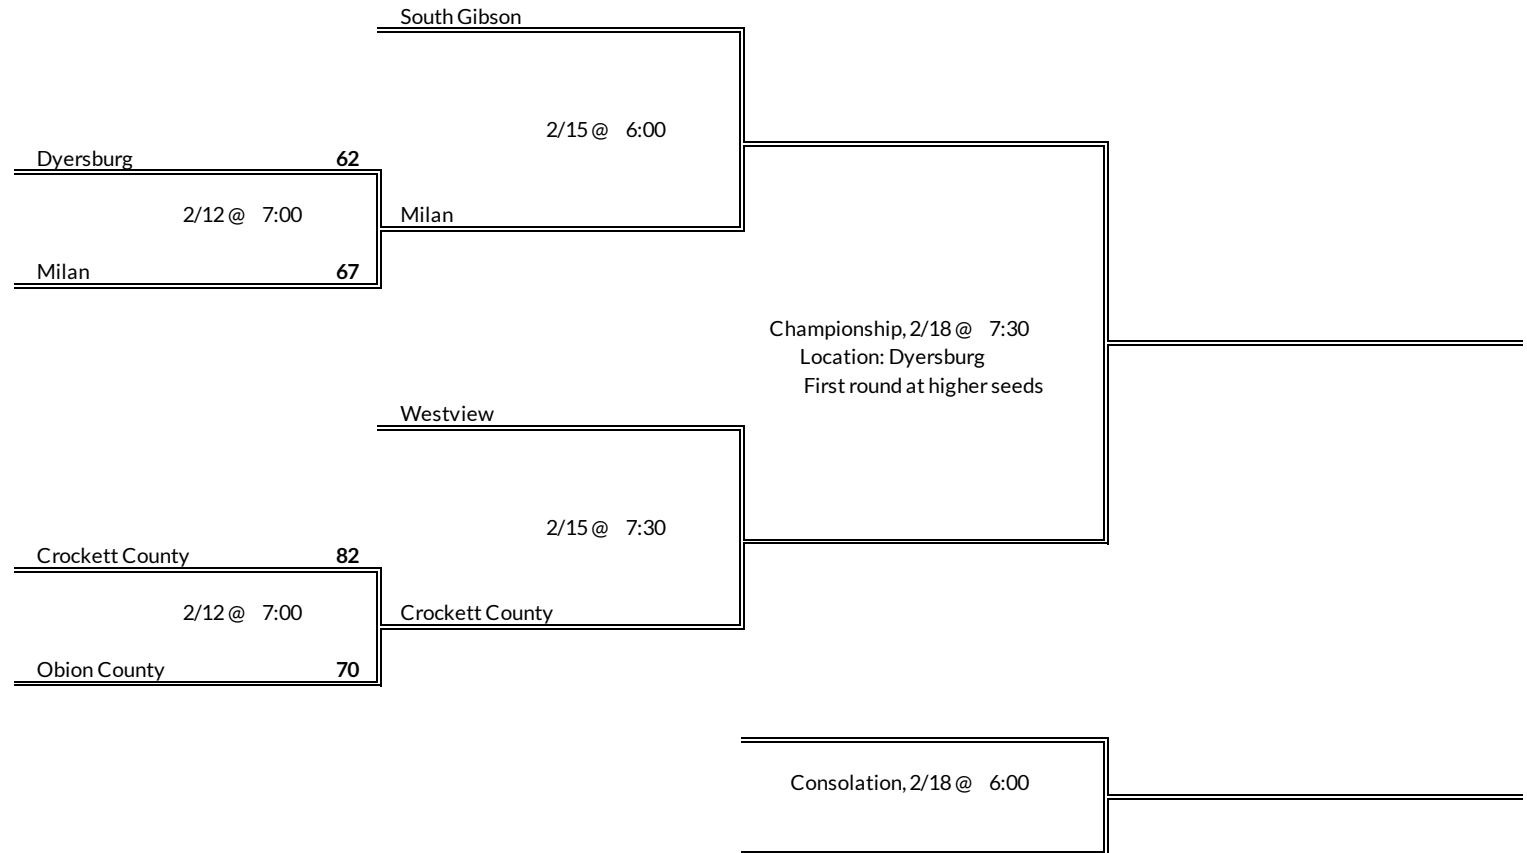 South Gibson
2/15 @ 6:00
Dyersburg 62
2/12 @ 7:00
Milan
Milan 67
Championship, 2/18 @ 7:30
Location: Dyersburg
First round at higher seeds
Westview
2/15 @ 7:30
Crockett County 82
2/12 @ 7:00
Crockett County
Obion County 70
Consolation, 2/18 @ 6:00